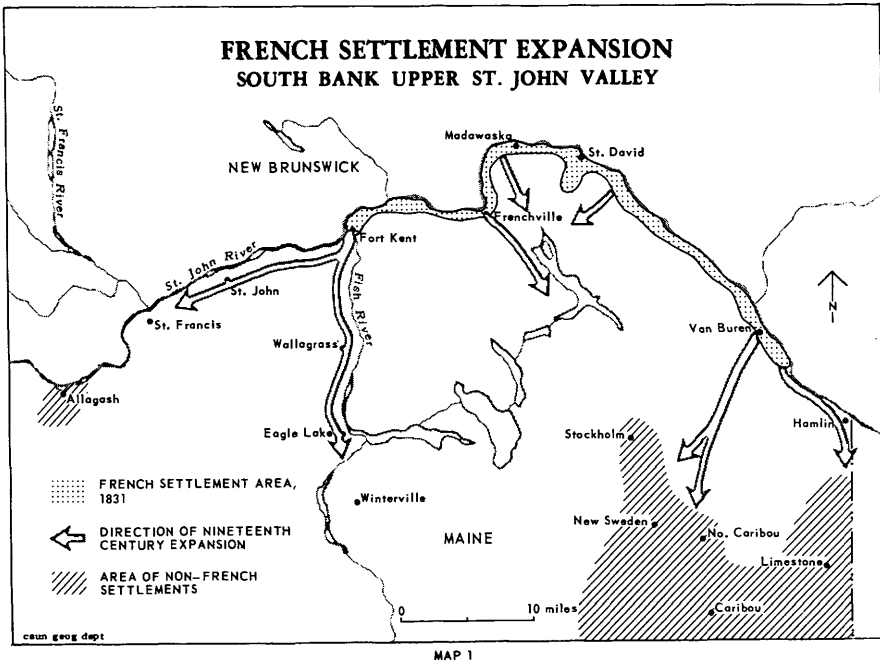 FRENCH SETTLEMENT EXPANSION
SOUTH BANK UPPER ST. JOHN VALLEY
St. Francis River
NEW BRUNSWICK
Madawaska
St. David
Frenchville
Fort Kent
St. John River
St. John
St. Francis
Fish River
N
Van Buren
Wallagrass
Allagash
Eagle Lake
Hamlin
Stockholm
FRENCH SETTLEMENT AREA,
1831
Winterville
DIRECTION OF NINETEENTH
CENTURY EXPANSION
MAINE
New Sweden
No. Caribou
Limestone
AREA OF NON-FRENCH
SETTLEMENTS
0 10 miles
Caribou
csun geog dept
MAP 1